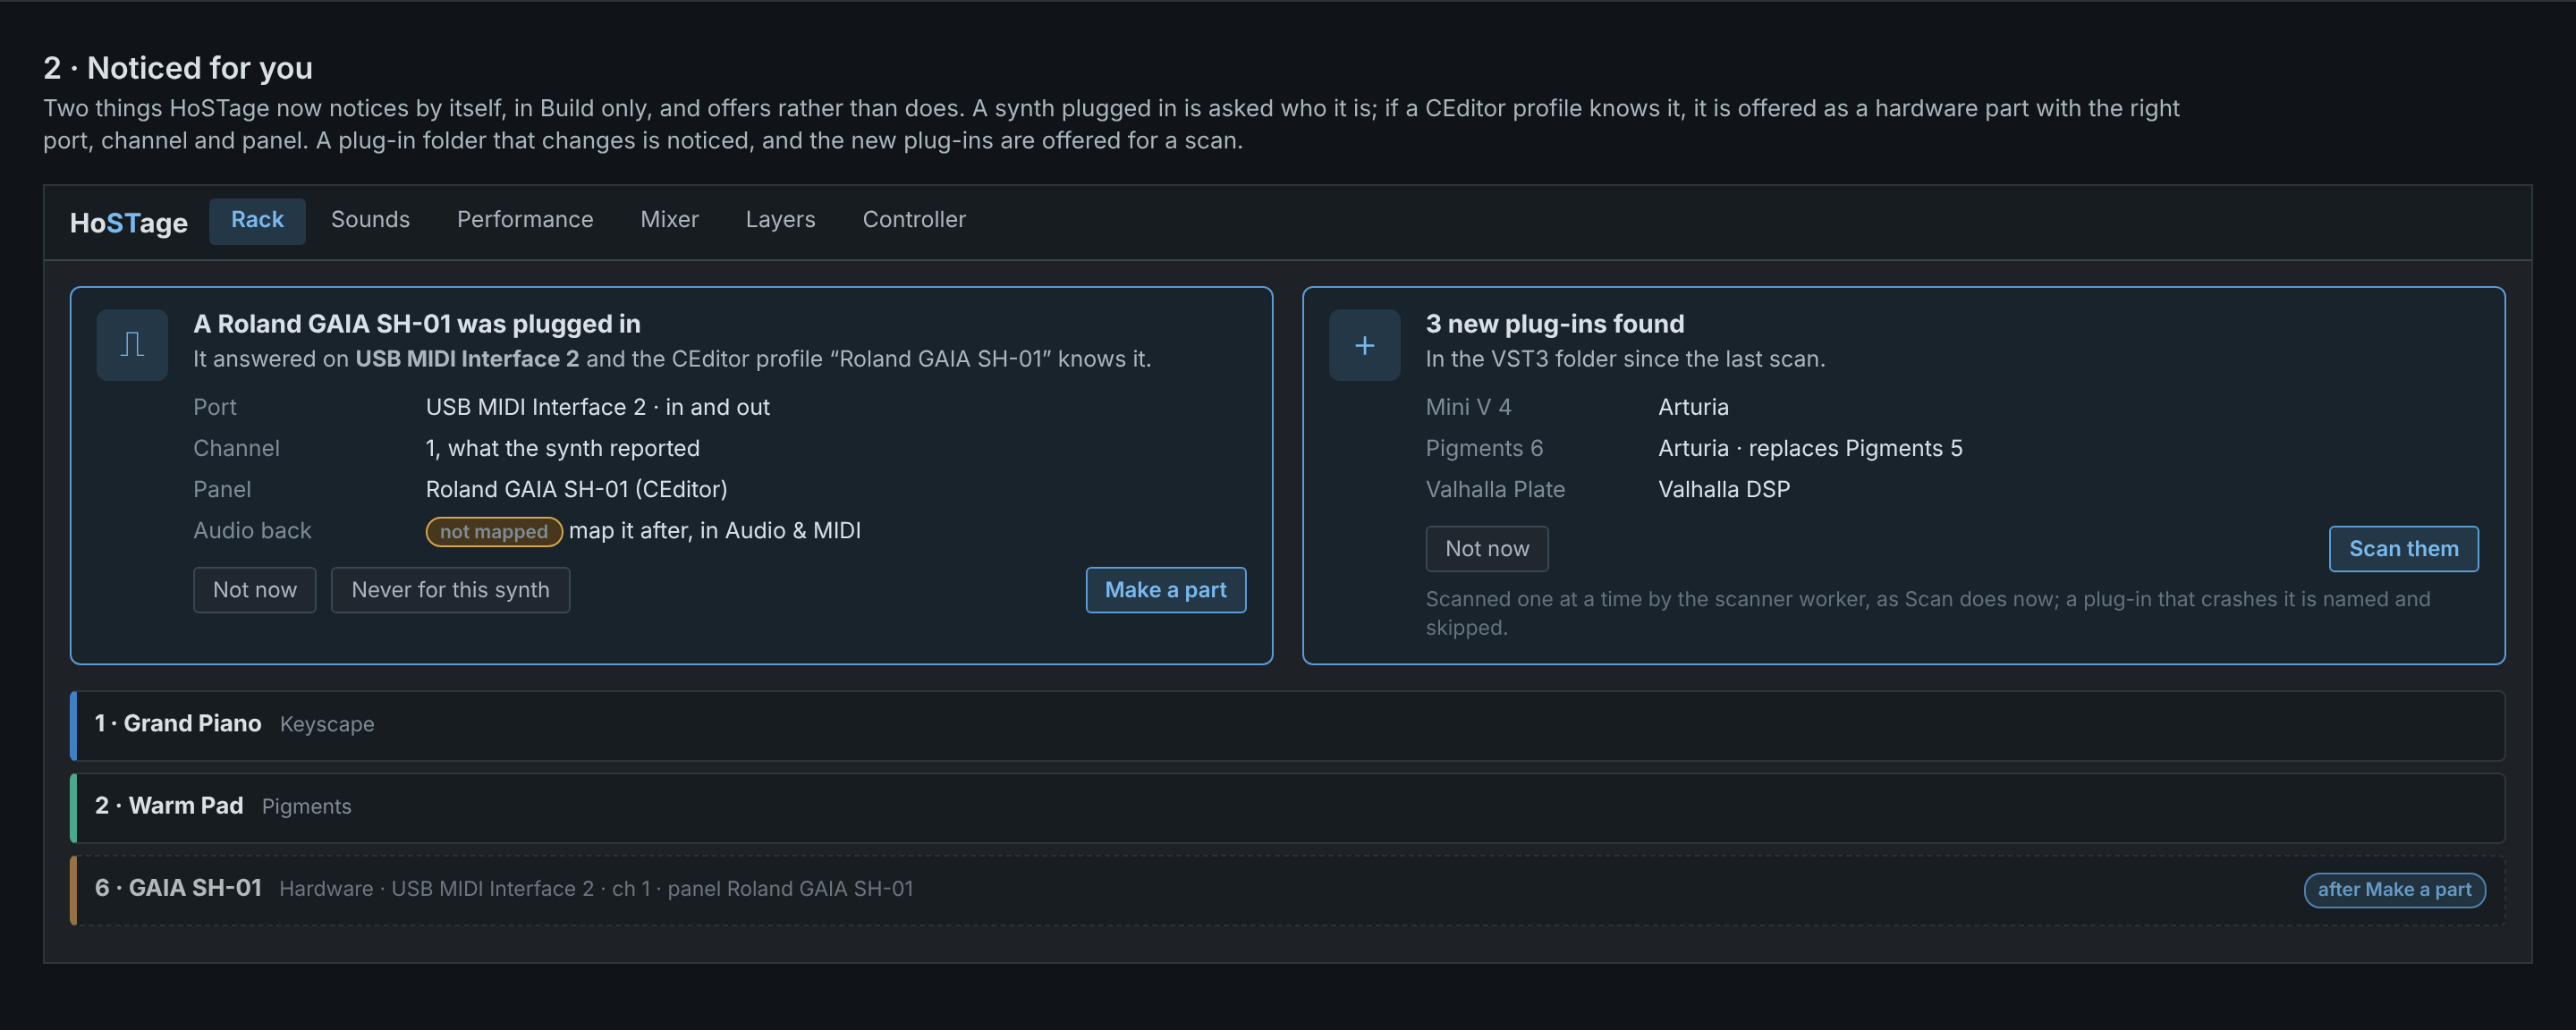 2 · Noticed for you
Two things HoSTage now notices by itself, in Build only, and offers rather than does. A synth plugged in is asked who it is; if a CEditor profile knows it, it is offered as a hardware part with the right
port, channel and panel. A plug-in folder that changes is noticed, and the new plug-ins are offered for a scan.
HoSTage Rack Sounds Performance Mixer Layers Controller
A Roland GAIA SH-01 was plugged in
It answered on USB MIDI Interface 2 and the CEditor profile “Roland GAIA SH-01” knows it.
Port USB MIDI Interface 2 · in and out
Channel 1, what the synth reported
Panel Roland GAIA SH-01 (CEditor)
Audio back not mapped map it after, in Audio & MIDI
Not now Never for this synth Make a part
+
3 new plug-ins found
In the VST3 folder since the last scan.
Mini V 4 Arturia
Pigments 6 Arturia · replaces Pigments 5
Valhalla Plate Valhalla DSP
Not now Scan them
Scanned one at a time by the scanner worker, as Scan does now; a plug-in that crashes it is named and
skipped.
1 · Grand Piano Keyscape
2 · Warm Pad Pigments
6 · GAIA SH-01 Hardware · USB MIDI Interface 2 · ch 1 · panel Roland GAIA SH-01 after Make a part